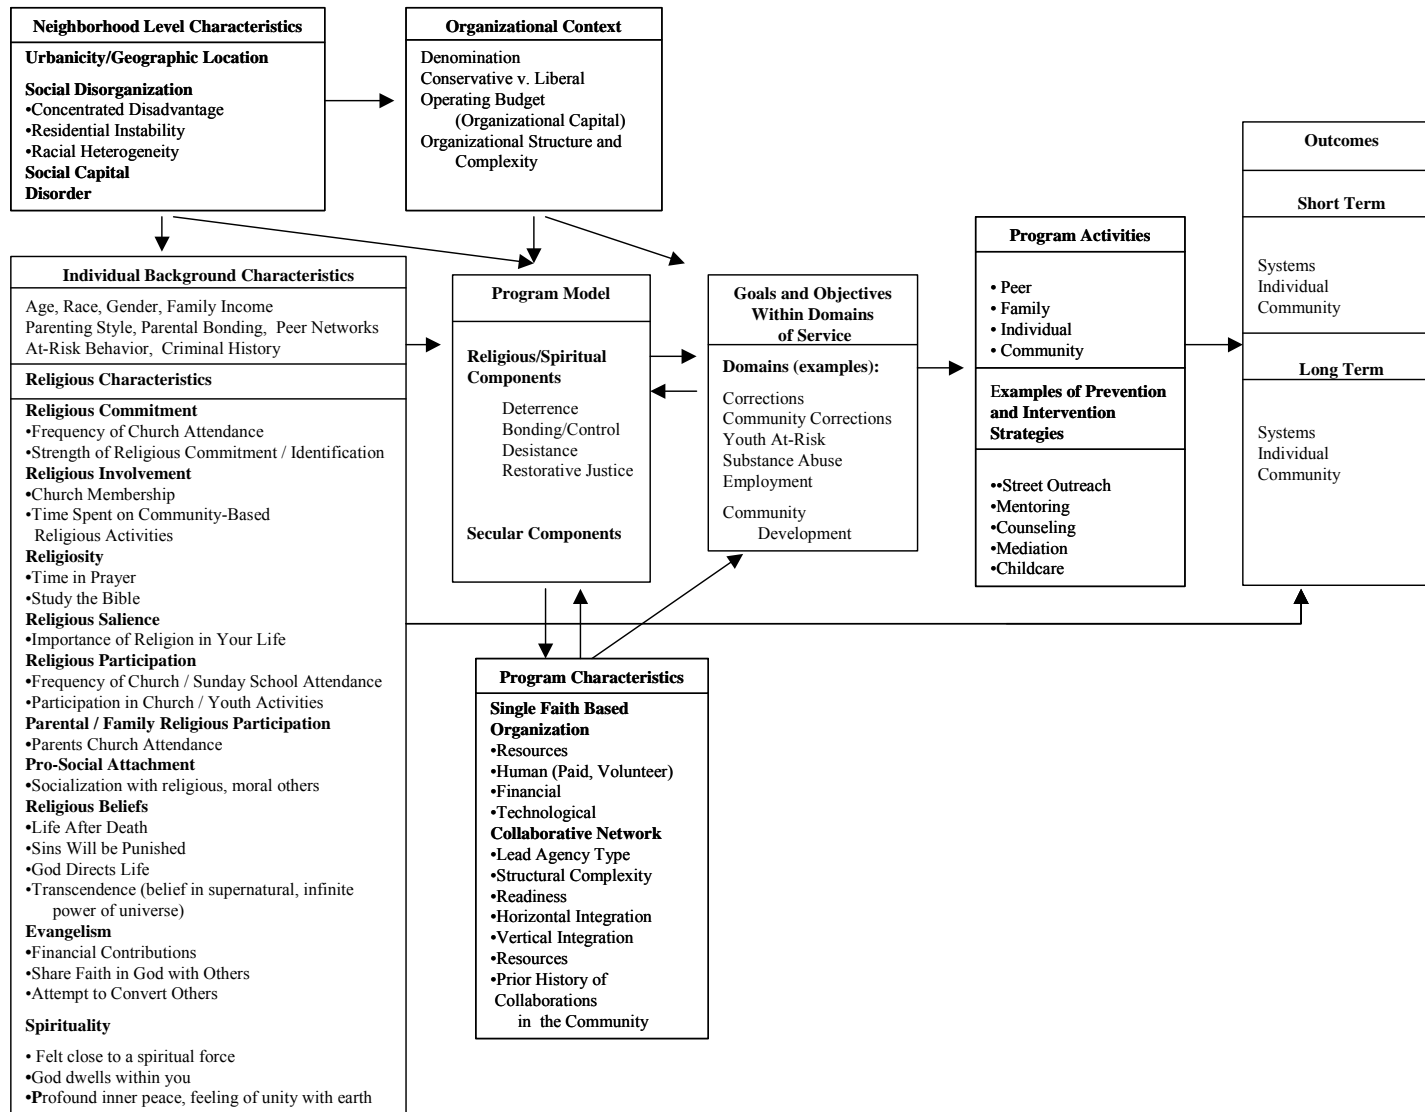 Neighborhood Level Characteristics
Urbanicity/Geographic Location
Social Disorganization
•Concentrated Disadvantage
•Residential Instability
•Racial Heterogeneity
Social Capital
Disorder
Organizational Context
Denomination
Conservative v. Liberal
Operating Budget
(Organizational Capital)
Organizational Structure and
Complexity
Individual Background Characteristics
Age, Race, Gender, Family Income
Parenting Style, Parental Bonding, Peer Networks
At-Risk Behavior, Criminal History
Religious Characteristics
Religious Commitment
•Frequency of Church Attendance
•Strength of Religious Commitment / Identification
Religious Involvement
•Church Membership
•Time Spent on Community-Based
Religious Activities
Religiosity
•Time in Prayer
•Study the Bible
Religious Salience
•Importance of Religion in Your Life
Religious Participation
•Frequency of Church / Sunday School Attendance
•Participation in Church / Youth Activities
Parental / Family Religious Participation
•Parents Church Attendance
Pro-Social Attachment
•Socialization with religious, moral others
Religious Beliefs
•Life After Death
•Sins Will be Punished
•God Directs Life
•Transcendence (belief in supernatural, infinite
power of universe)
Evangelism
•Financial Contributions
•Share Faith in God with Others
•Attempt to Convert Others
Spirituality
• Felt close to a spiritual force
•God dwells within you
•Profound inner peace, feeling of unity with earth
Program Model
Religious/Spiritual
Components
Deterrence
Bonding/Control
Desistance
Restorative Justice
Secular Components
Program Characteristics
Single Faith Based
Organization
•Resources
•Human (Paid, Volunteer)
•Financial
•Technological
Collaborative Network
•Lead Agency Type
•Structural Complexity
•Readiness
•Horizontal Integration
•Vertical Integration
•Resources
•Prior History of
Collaborations
in the Community
Goals and Objectives
Within Domains
of Service
Domains (examples):
Corrections
Community Corrections
Youth At-Risk
Substance Abuse
Employment
Community
Development
Program Activities
• Peer
• Family
• Individual
• Community
Examples of Prevention
and Intervention
Strategies
••Street Outreach
•Mentoring
•Counseling
•Mediation
•Childcare
Outcomes
Short Term
Systems
Individual
Community
Long Term
Systems
Individual
Community